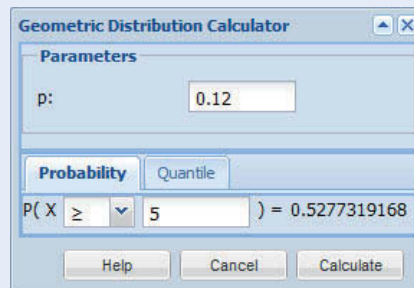 Geometric Distribution Calculator
Parameters
p: 0.12
Probability Quantile
P( X ≥ 5 ) = 0.5277319168
Help Cancel Calculate